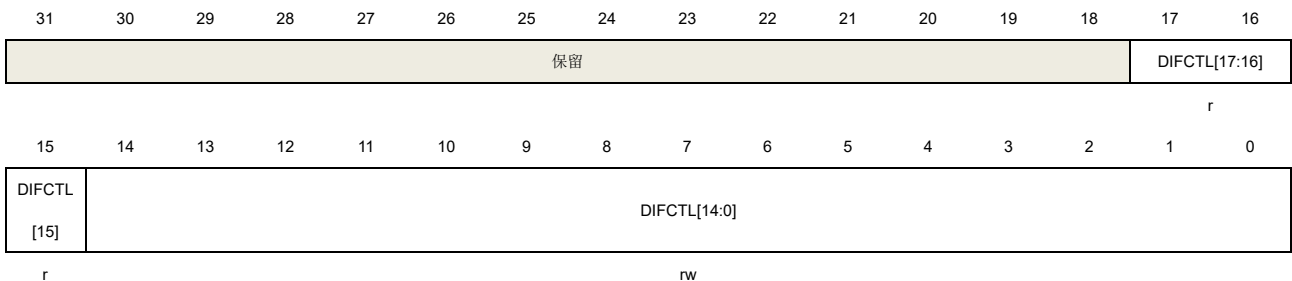 31 30 29 28 27 26 25 24 23 22 21 20 19 18 17 16
保留 DIFCTL[17:16]
r
15 14 13 12 11 10 9 8 7 6 5 4 3 2 1 0
DIFCTL
[15]
DIFCTL[14:0]
r rw